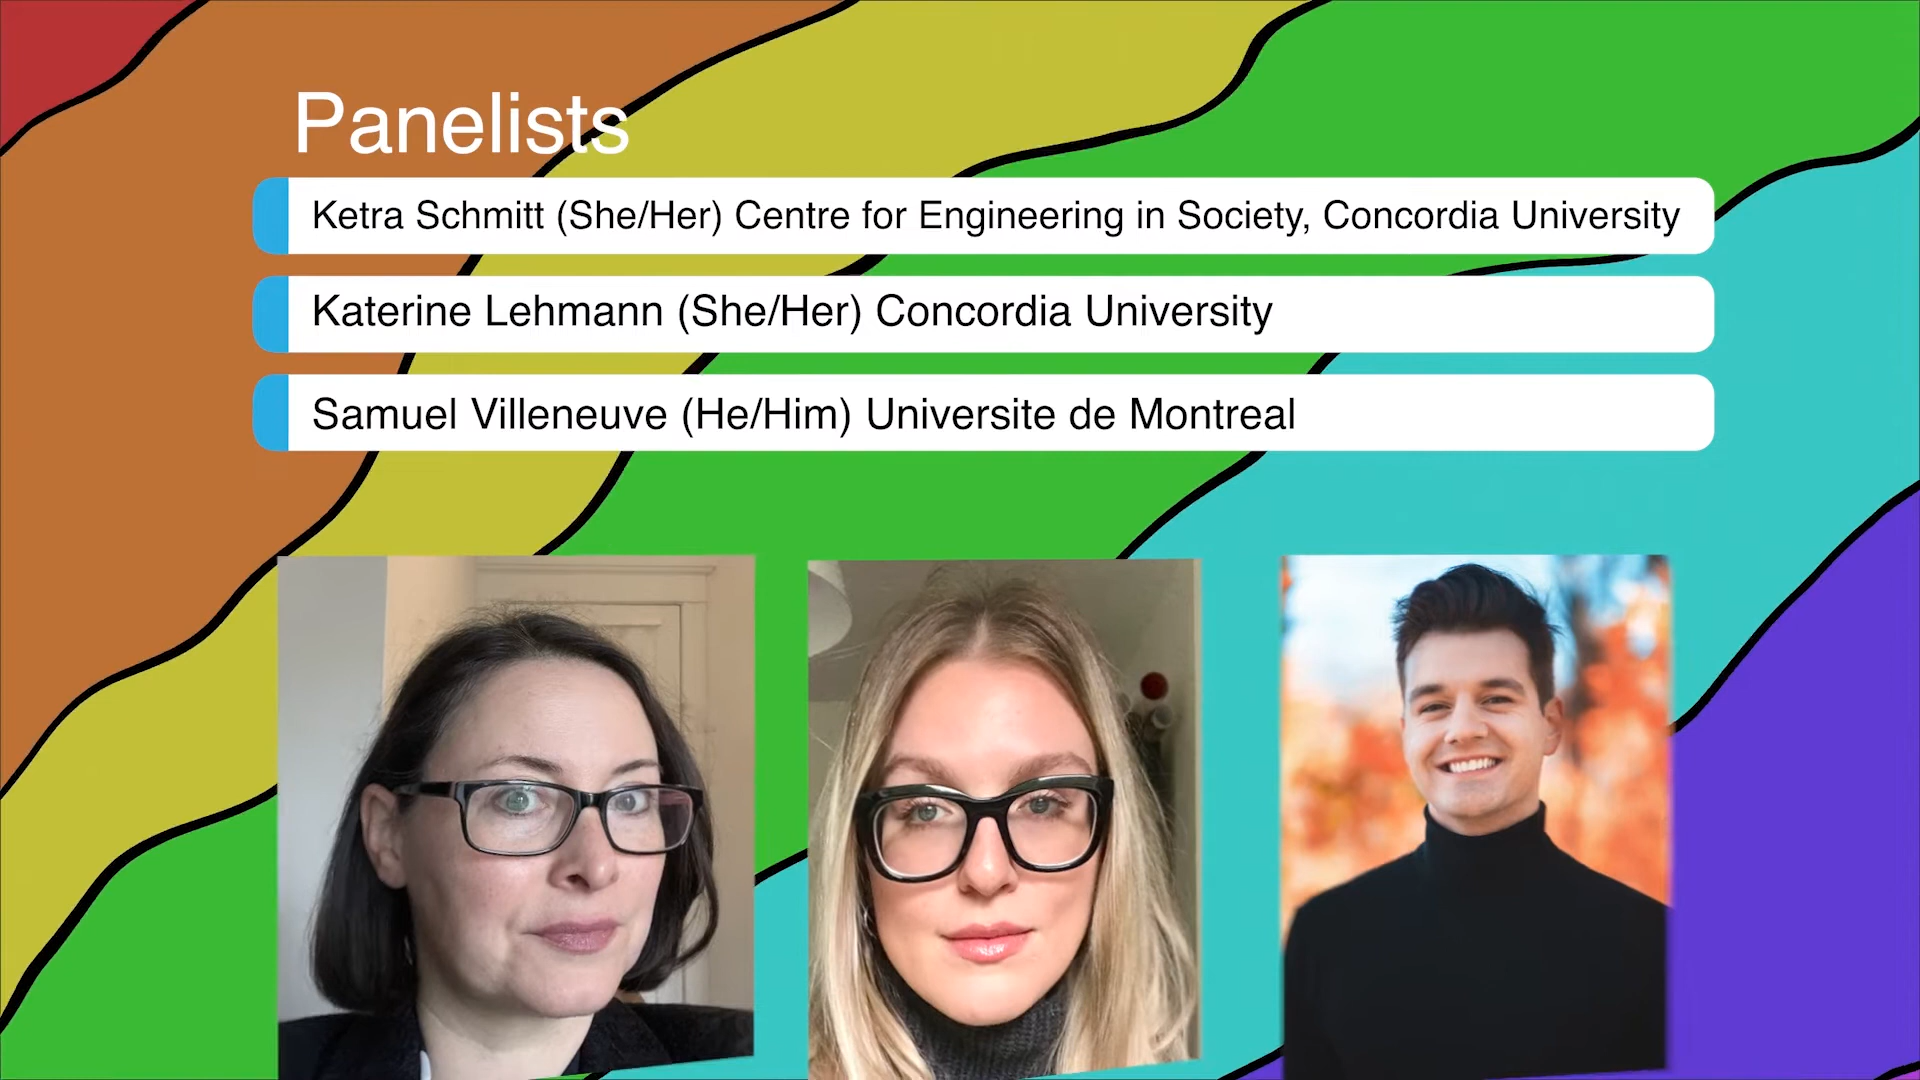 Panelists
Ketra Schmitt (She/Her) Centre for Engineering in Society, Concordia University
Katerine Lehmann (She/Her) Concordia University
Samuel Villeneuve (He/Him) Universite de Montreal